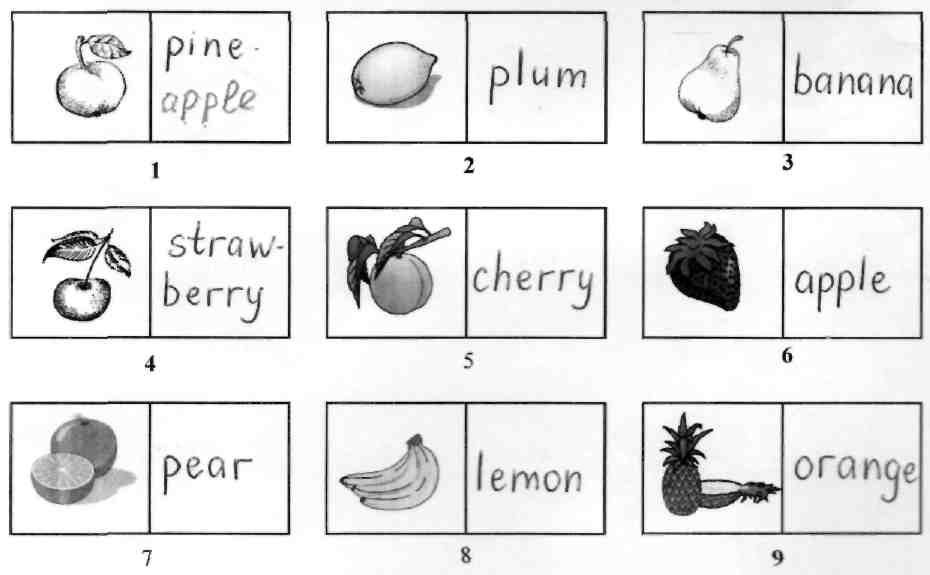 pine-
apple
plum
banana
1
2
3
straw-
berry
cherry
apple
4
5
6
pear
lemon
orange
7
8
9